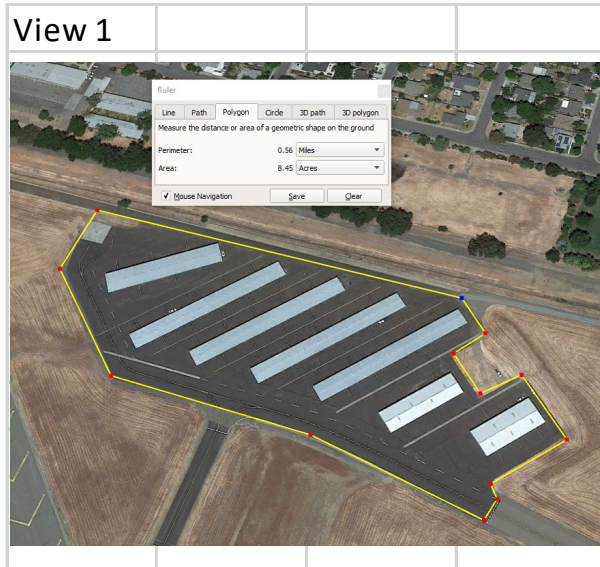 View 1
Ruler
Line Path Polygon Circle 3D path 3D polygon
Measure the distance or area of a geometric shape on the ground
Perimeter: 0.56 Miles
Area: 8.45 Acres
Mouse Navigation Save Clear